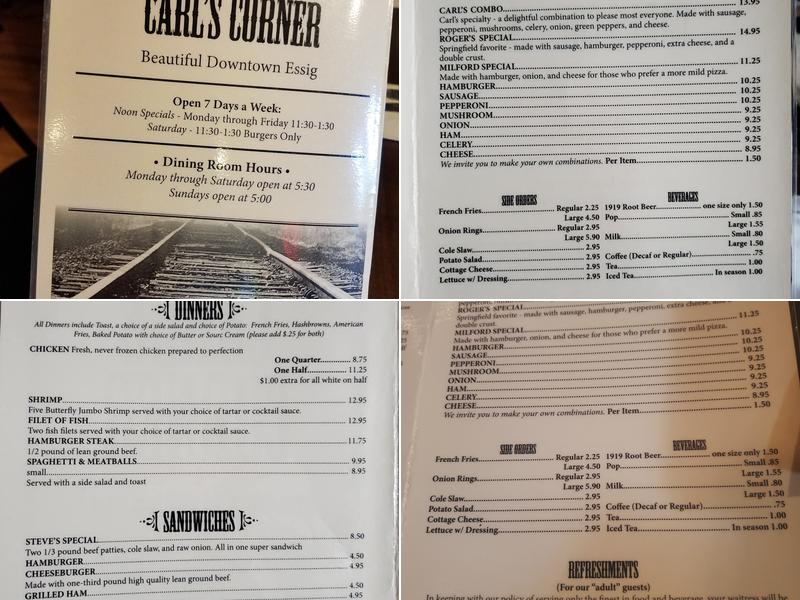 CARL'S CORNER
Beautiful Downtown Essig
Open 7 Days a Week:
Noon Specials - Monday through Friday 11:30-1:30
Saturday - 11:30-1:30 Burgers Only
• Dining Room Hours •
Monday through Saturday open at 5:30
Sundays open at 5:00
CARL'S COMBO 13.95
Carl's specialty - a delightful combination to please most everyone. Made with sausage,
pepperoni, mushrooms, celery, onion, green peppers, and cheese.
ROGER'S SPECIAL 14.95
Springfield favorite - made with sausage, hamburger, pepperoni, extra cheese, and a
double crust.
MILFORD SPECIAL 11.25
Made with hamburger, onion, and cheese for those who prefer a more mild pizza.
HAMBURGER 10.25
SAUSAGE 10.25
PEPPERONI 10.25
MUSHROOM 9.25
ONION 9.25
HAM 9.25
CELERY 9.25
CHEESE 8.95
We invite you to make your own combinations. Per Item 1.50
SIDE ORDERS
French Fries Regular 2.25
Large 4.50
Onion Rings Regular 2.95
Large 5.90
Cole Slaw 2.95
Potato Salad 2.95
Cottage Cheese 2.95
Lettuce w/ Dressing 2.95
BEVERAGES
1919 Root Beer one size only 1.50
Pop Small .85
Large 1.55
Milk Small .80
Large 1.50
Coffee (Decaf or Regular) .75
Tea 1.00
Iced Tea In season 1.00
DINNERS
All Dinners include Toast, a choice of a side salad and choice of Potato: French Fries, Hashbrowns, American
Fries, Baked Potato with choice of Butter or Sourc Cream (please add $.25 for both)
CHICKEN Fresh, never frozen chicken prepared to perfection
One Quarter 8.75
One Half 11.25
$1.00 extra for all white on half
SHRIMP 12.95
Five Butterfly Jumbo Shrimp served with your choice of tartar or cocktail sauce.
FILET OF FISH 12.95
Two fish filets served with your choice of tartar or cocktail sauce.
HAMBURGER STEAK 11.75
1/2 pound of lean ground beef.
SPAGHETTI & MEATBALLS 9.95
small 8.95
Served with a side salad and toast
SANDWICHES
STEVE'S SPECIAL 8.50
Two 1/3 pound beef patties, cole slaw, and raw onion. All in one super sandwich
HAMBURGER 4.50
CHEESEBURGER 4.95
Made with one-third pound high quality lean ground beef.
GRILLED HAM 4.50
4.95
ROGER'S SPECIAL
Springfield favorite - made with sausage, hamburger, pepperoni, extra cheese,
double crust. 11.25
MILFORD SPECIAL
Made with hamburger, onion, and cheese for those who prefer a more mild pizza. 10.25
HAMBURGER 10.25
SAUSAGE 10.25
PEPPERONI 9.25
MUSHROOM 9.25
ONION 9.25
HAM 9.25
CELERY 8.95
CHEESE 1.50
We invite you to make your own combinations. Per Item
SIDE ORDERS
French Fries Regular 2.25
Large 4.50
Onion Rings Regular 2.95
Large 5.90
Cole Slaw 2.95
Potato Salad 2.95
Cottage Cheese 2.95
Lettuce w/ Dressing 2.95
BEVERAGES
1919 Root Beer one size only 1.50
Pop Small .85
Large 1.55
Milk Small .80
Large 1.50
Coffee (Decaf or Regular) .75
Tea 1.00
Iced Tea In season 1.00
REFRESHMENTS
(For our "adult" guests)
In keeping with our policy of serving only the finest in food and beverage, your waitress will be